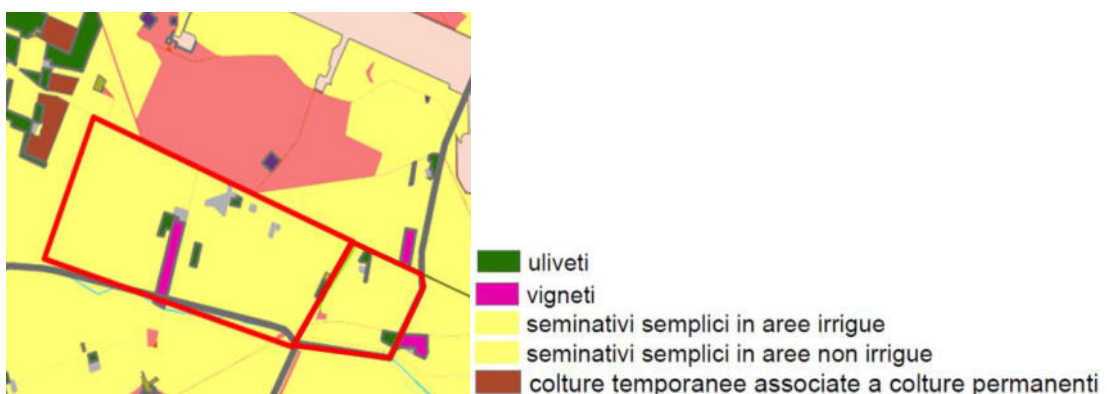 uliveti
vigneti
seminativi semplici in aree irrigue
seminativi semplici in aree non irrigue
colture temporanee associate a colture permanenti